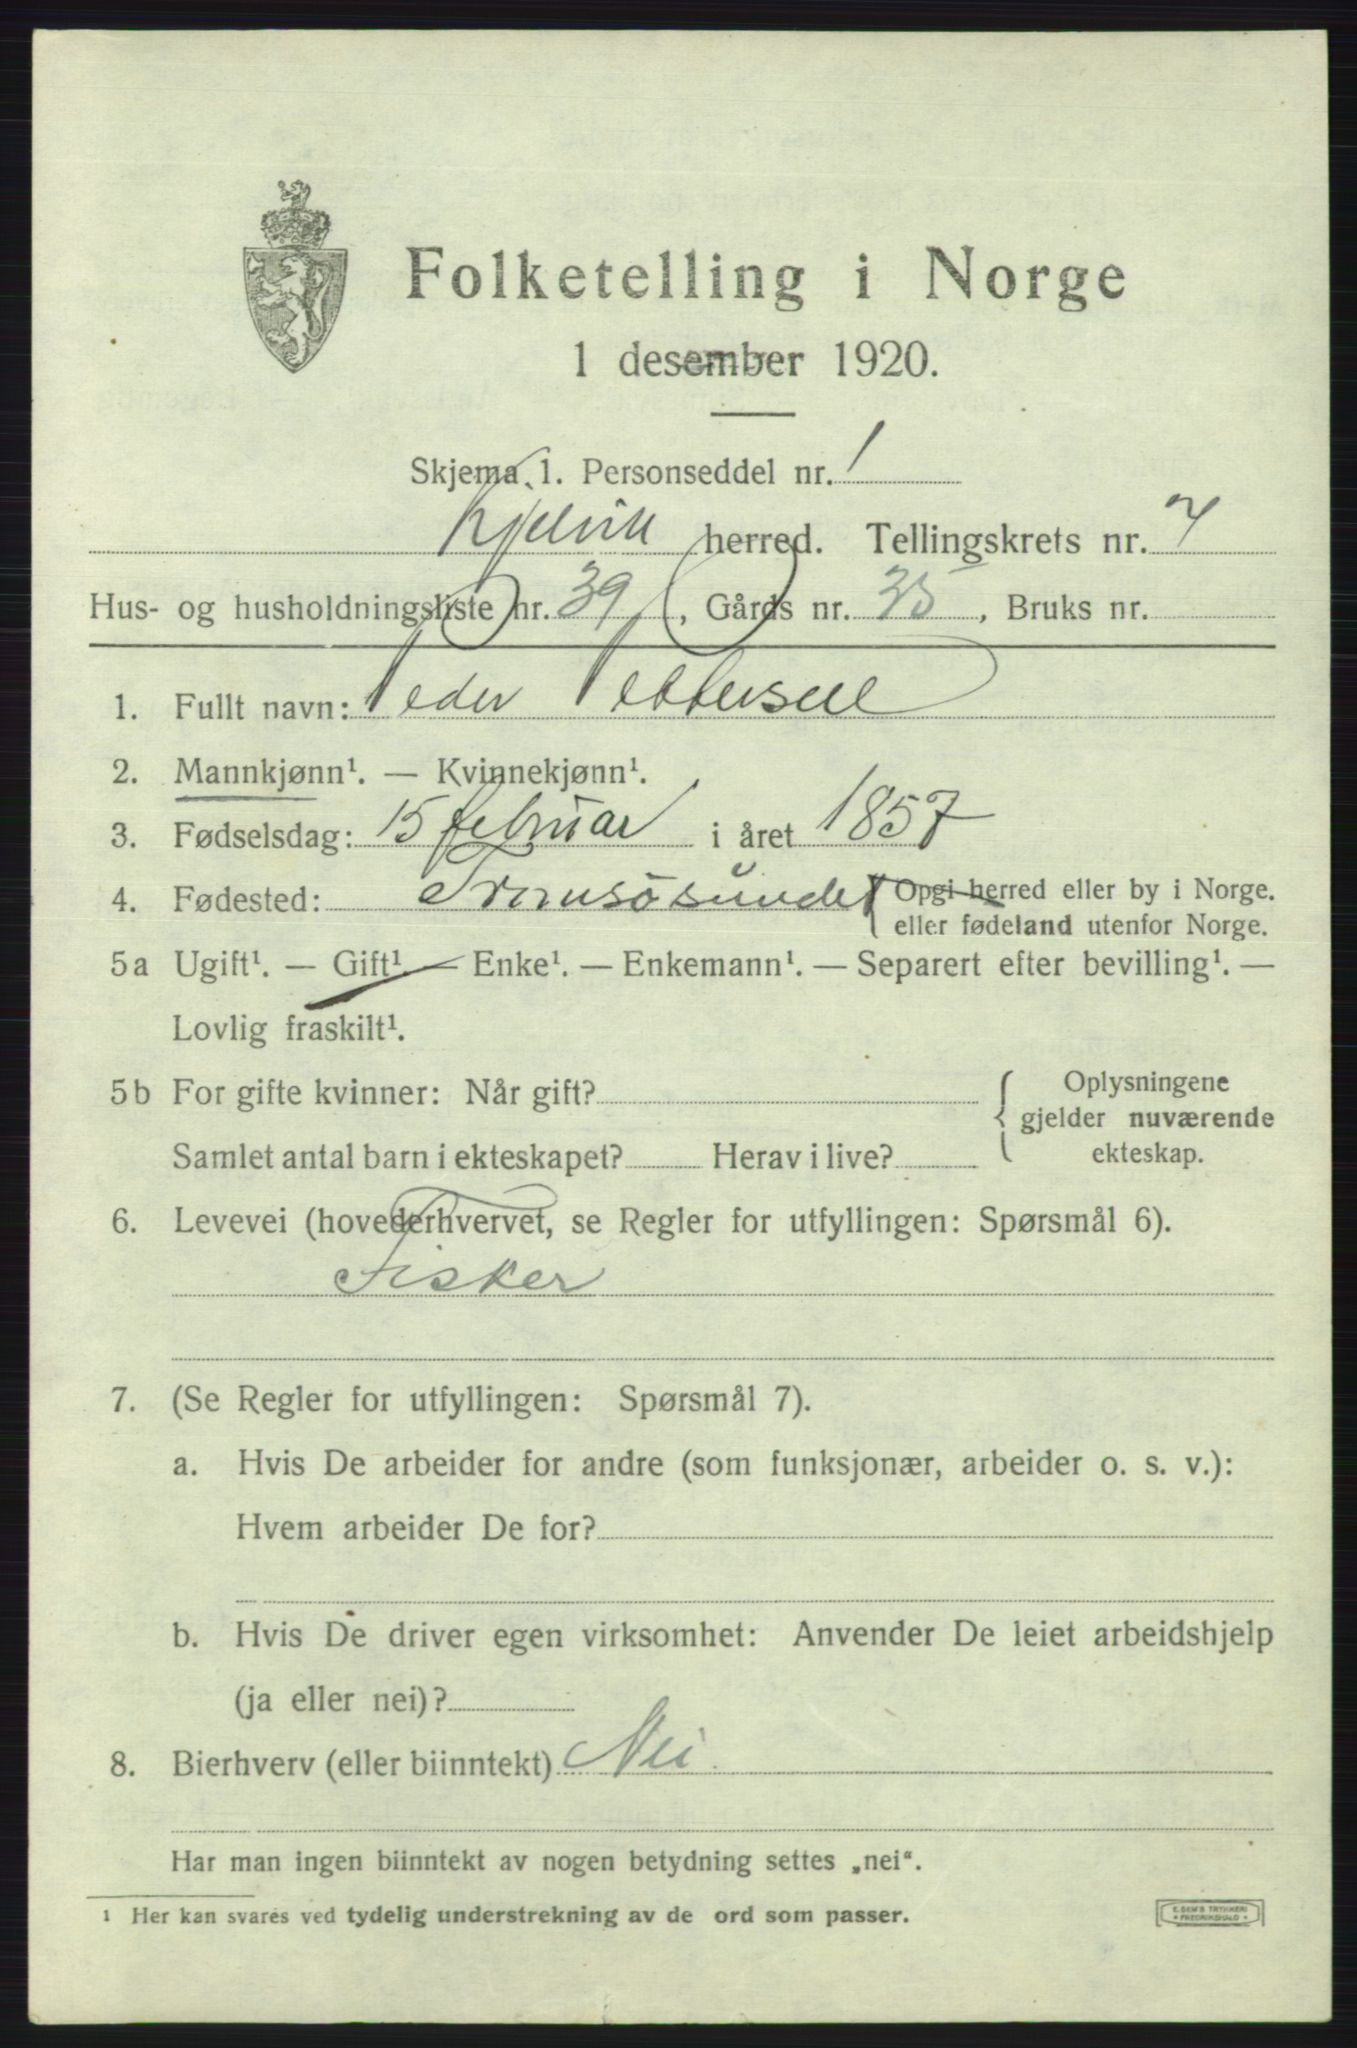 Folketelling i Norge
1 desember 1920.
Skjema 1. Personseddel nr. 1
Kjelvik herred. Tellingskrets nr. 7
Hus- og husholdningsliste nr. 39, Gårds nr. 35, Bruks nr.
1. Fullt navn: Peder Pettersen
2. Mannkjønn¹. — Kvinnekjønn¹.
3. Fødselsdag: 15 februar i året 1857
4. Fødested: Tromsösundet { Opgi herred eller by i Norge.
eller fødeland utenfor Norge.
5a Ugift¹. — Gift¹. — Enke¹. — Enkemann¹. — Separert efter bevilling¹. —
Lovlig fraskilt¹.
5b For gifte kvinner: Når gift? { Oplysningene
gjelder nuværende
ekteskap.
Samlet antal barn i ekteskapet? Herav i live?
6. Levevei (hovederhvervet, se Regler for utfyllingen: Spørsmål 6).
Fisker
7. (Se Regler for utfyllingen: Spørsmål 7).
a. Hvis De arbeider for andre (som funksjonær, arbeider o. s. v.):
Hvem arbeider De for?
b. Hvis De driver egen virksomhet: Anvender De leiet arbeidshjelp
(ja eller nei)?
8. Bierhverv (eller biinntekt) Nei
Har man ingen biinntekt av nogen betydning settes „nei“.
¹ Her kan svares ved tydelig understrekning av de ord som passer.
E. SEM'S TRYKKERI
• FREDRIKSHALD •